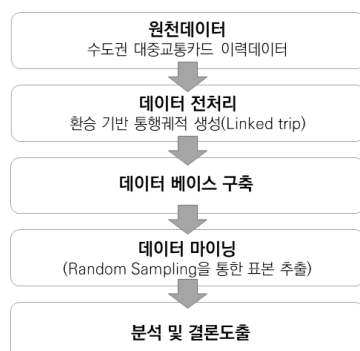 원천데이터
수도권 대중교통카드 이력데이터
데이터 전처리
환승 기반 통행궤적 생성(Linked trip)
데이터 베이스 구축
데이터 마이닝
(Random Sampling을 통한 표본 추출)
분석 및 결론도출